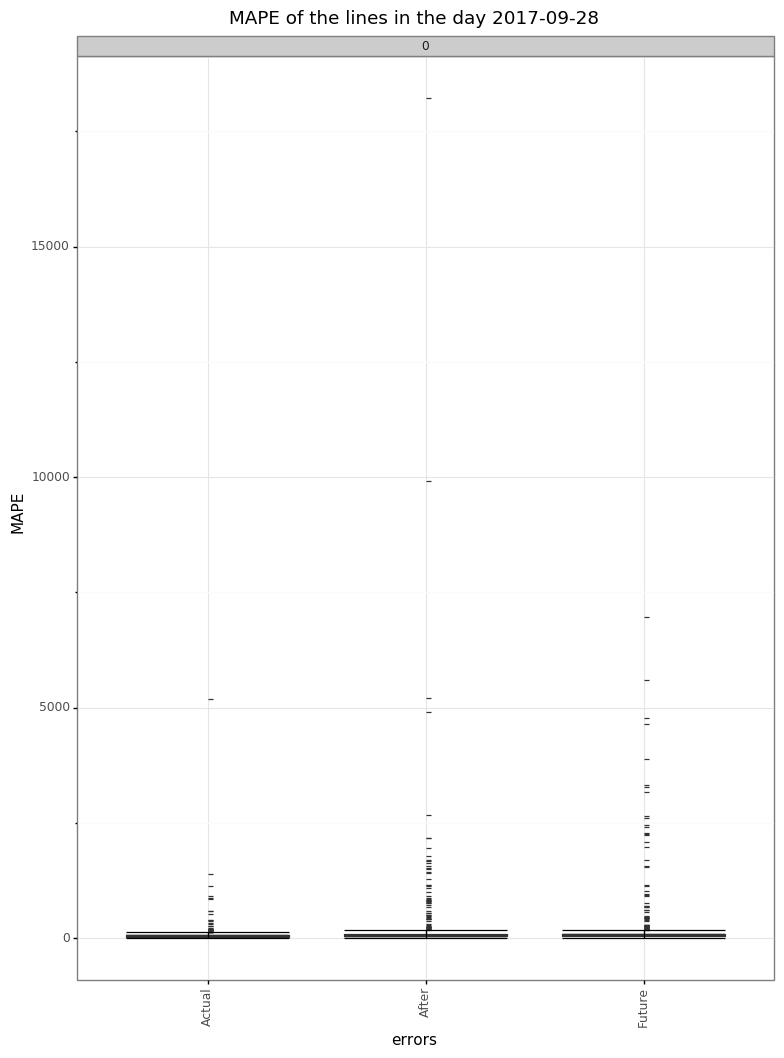 MAPE of the lines in the day 2017-09-28
0
15000
10000
5000
0
MAPE
Actual
After
Future
errors